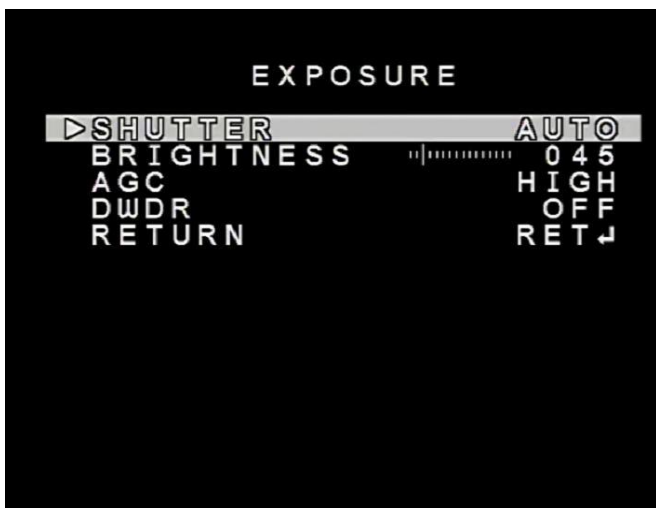 EXPOSURE
SHUTTER AUTO
BRIGHTNESS 045
AGC HIGH
DWDR OFF
RETURN RET↲